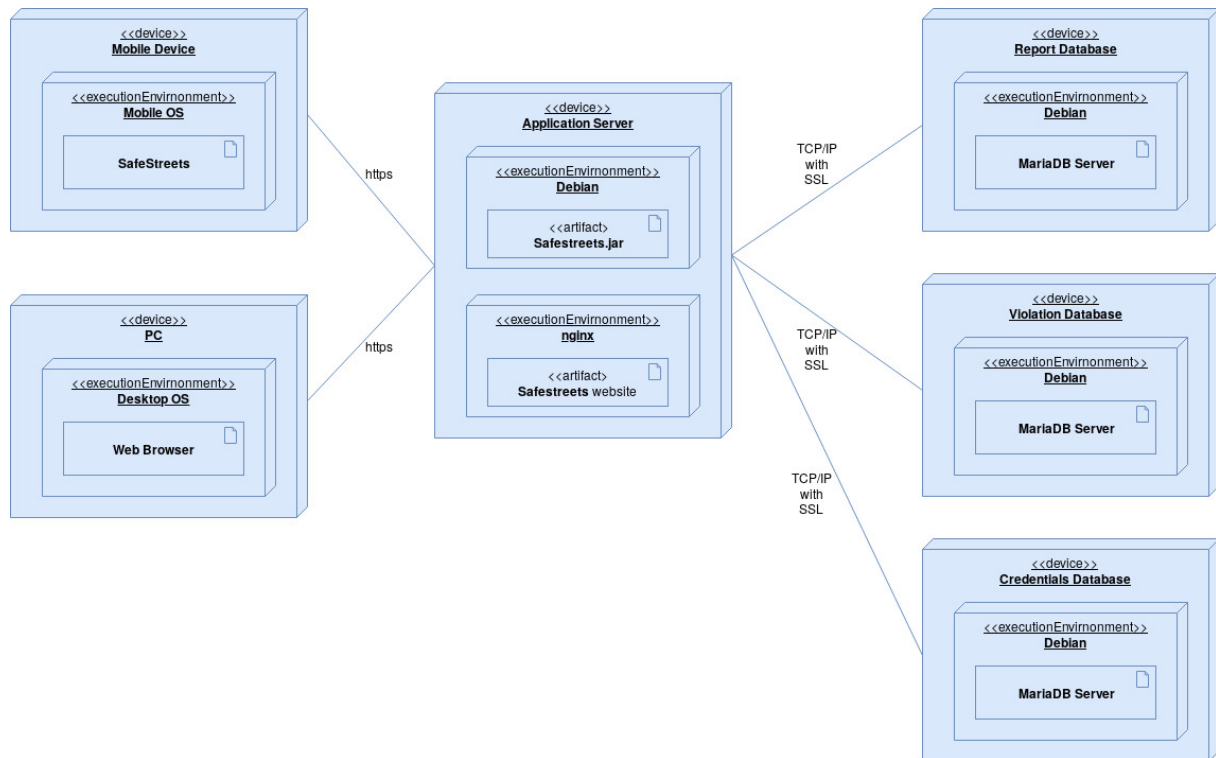 <<device>>
Mobile Device
<<executionEnvirnonment>>
Mobile OS
SafeStreets
<<device>>
PC
<<executionEnvirnonment>>
Desktop OS
Web Browser
https
https
<<device>>
Application Server
<<executionEnvirnonment>>
Debian
<<artifact>
Safestreets.jar
<<executionEnvirnonment>>
nginx
<<artifact>
Safestreets website
TCP/IP
with
SSL
TCP/IP
with
SSL
TCP/IP
with
SSL
<<device>>
Report Database
<<executionEnvirnonment>>
Debian
MariaDB Server
<<device>>
Violation Database
<<executionEnvirnonment>>
Debian
MariaDB Server
<<device>>
Credentials Database
<<executionEnvirnonment>>
Debian
MariaDB Server